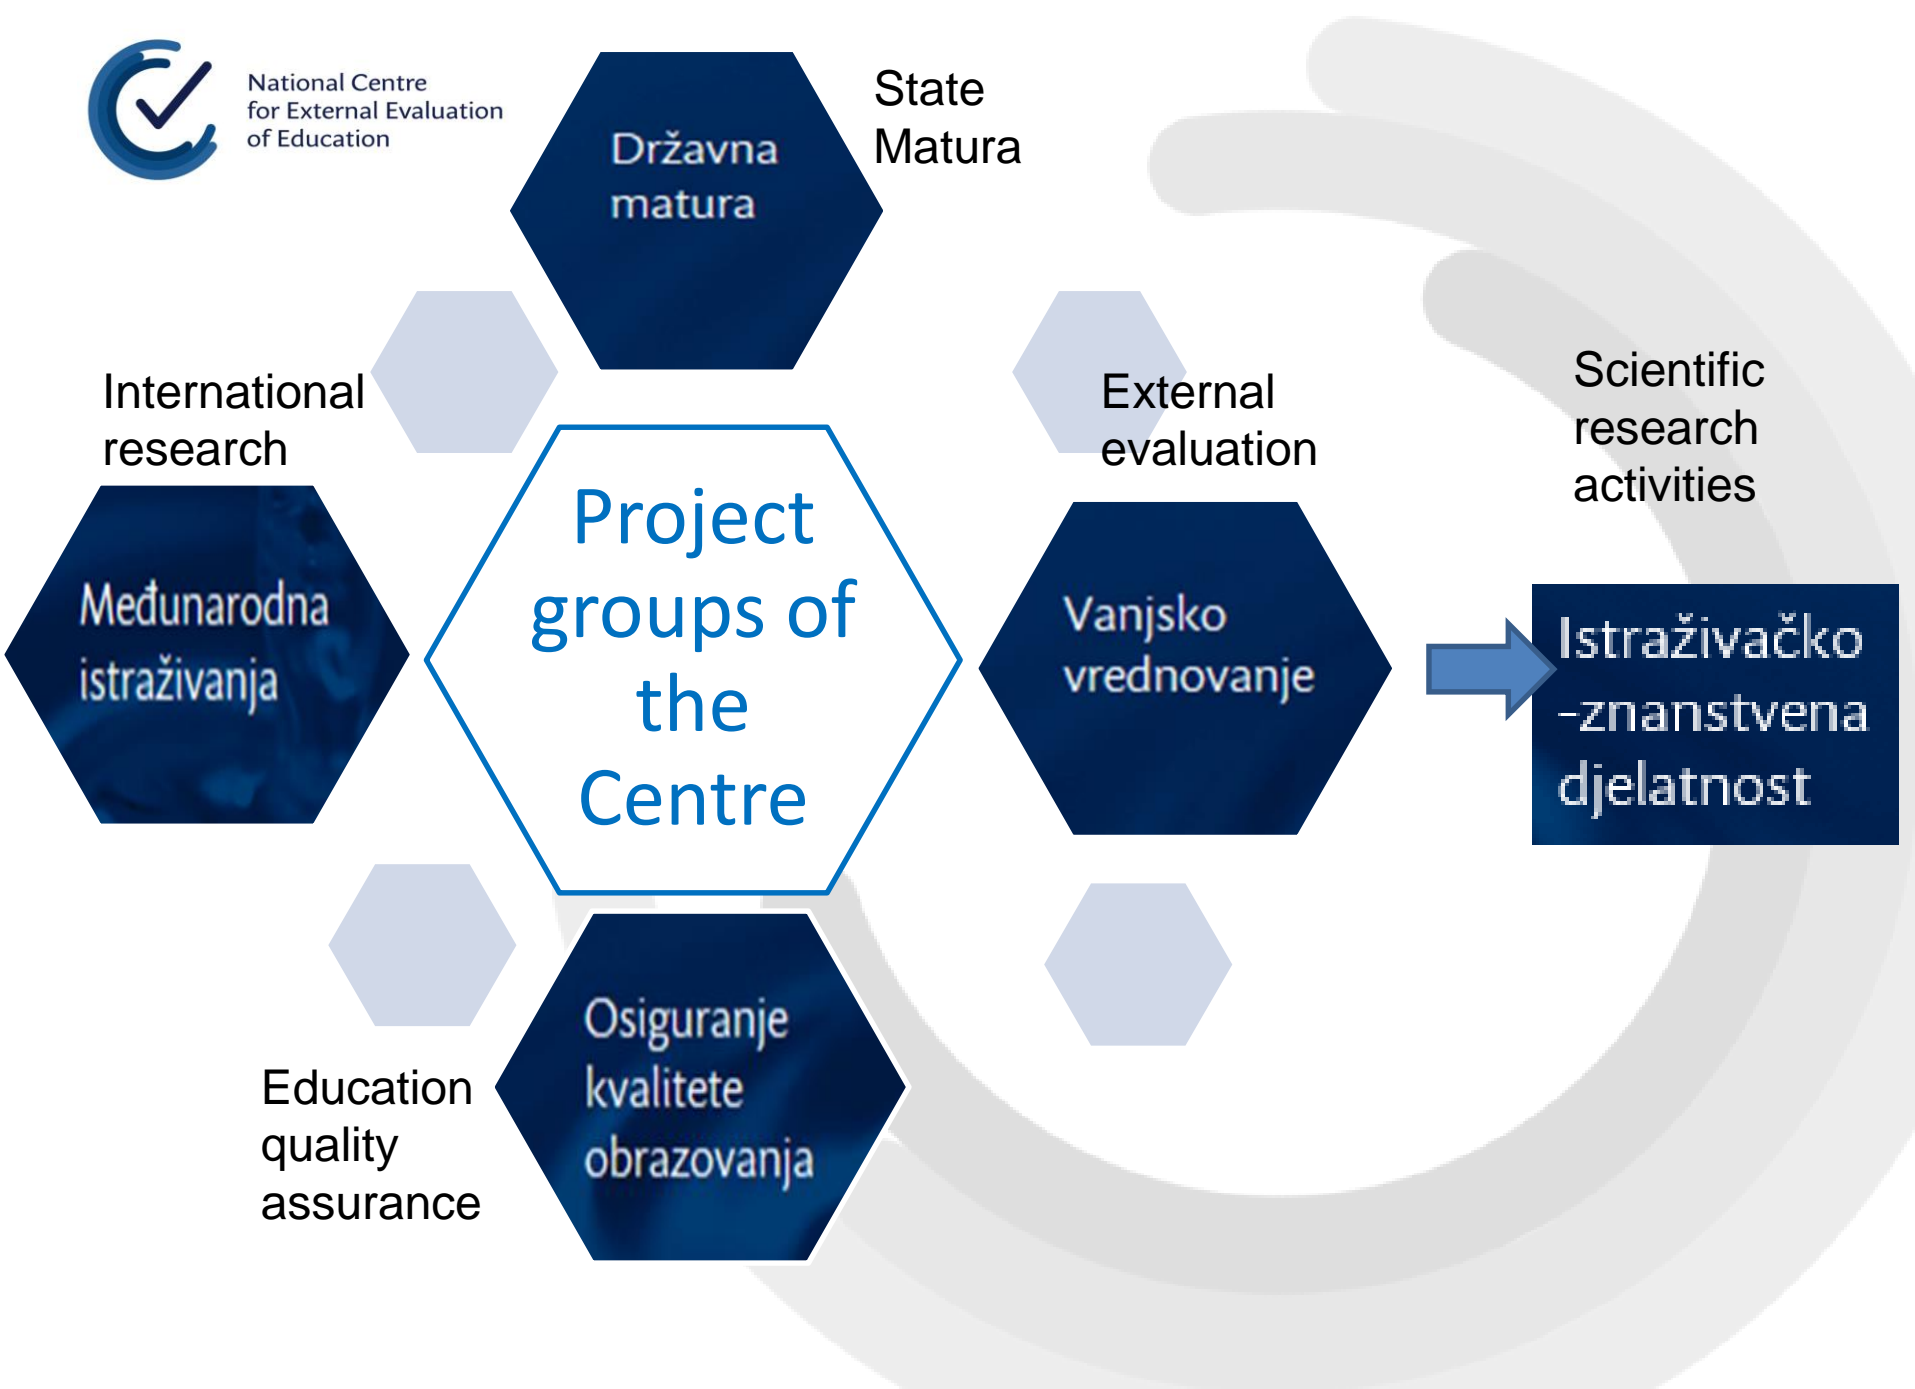 National Centre
for External Evaluation
of Education
State
Matura
Državna
matura
International
research
Međunarodna
istraživanja
Project
groups of
the
Centre
External
evaluation
Vanjsko
vrednovanje
Scientific
research
activities
Istraživačko
-znanstvena
djelatnost
Education
quality
assurance
Osiguranje
kvalitete
obrazovanja